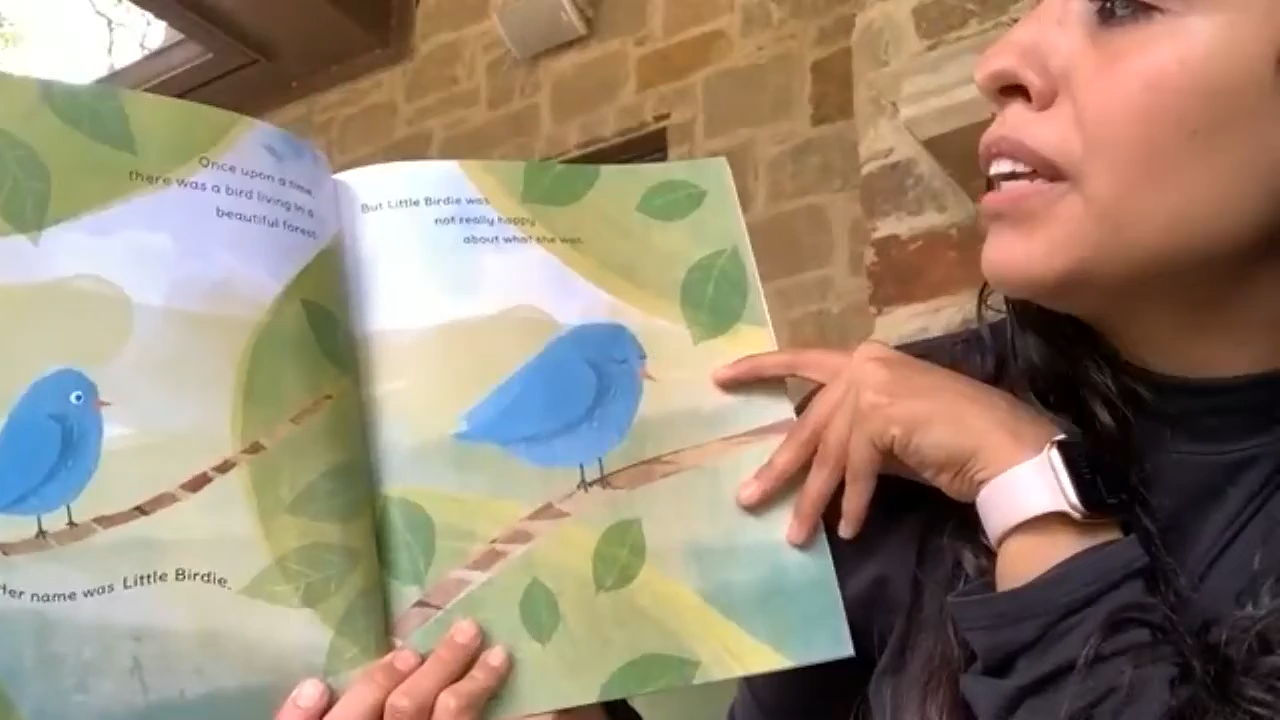 Once upon a time,
there was a bird living in a
beautiful forest.
Her name was Little Birdie.
But Little Birdie was
not really happy
about what she was.